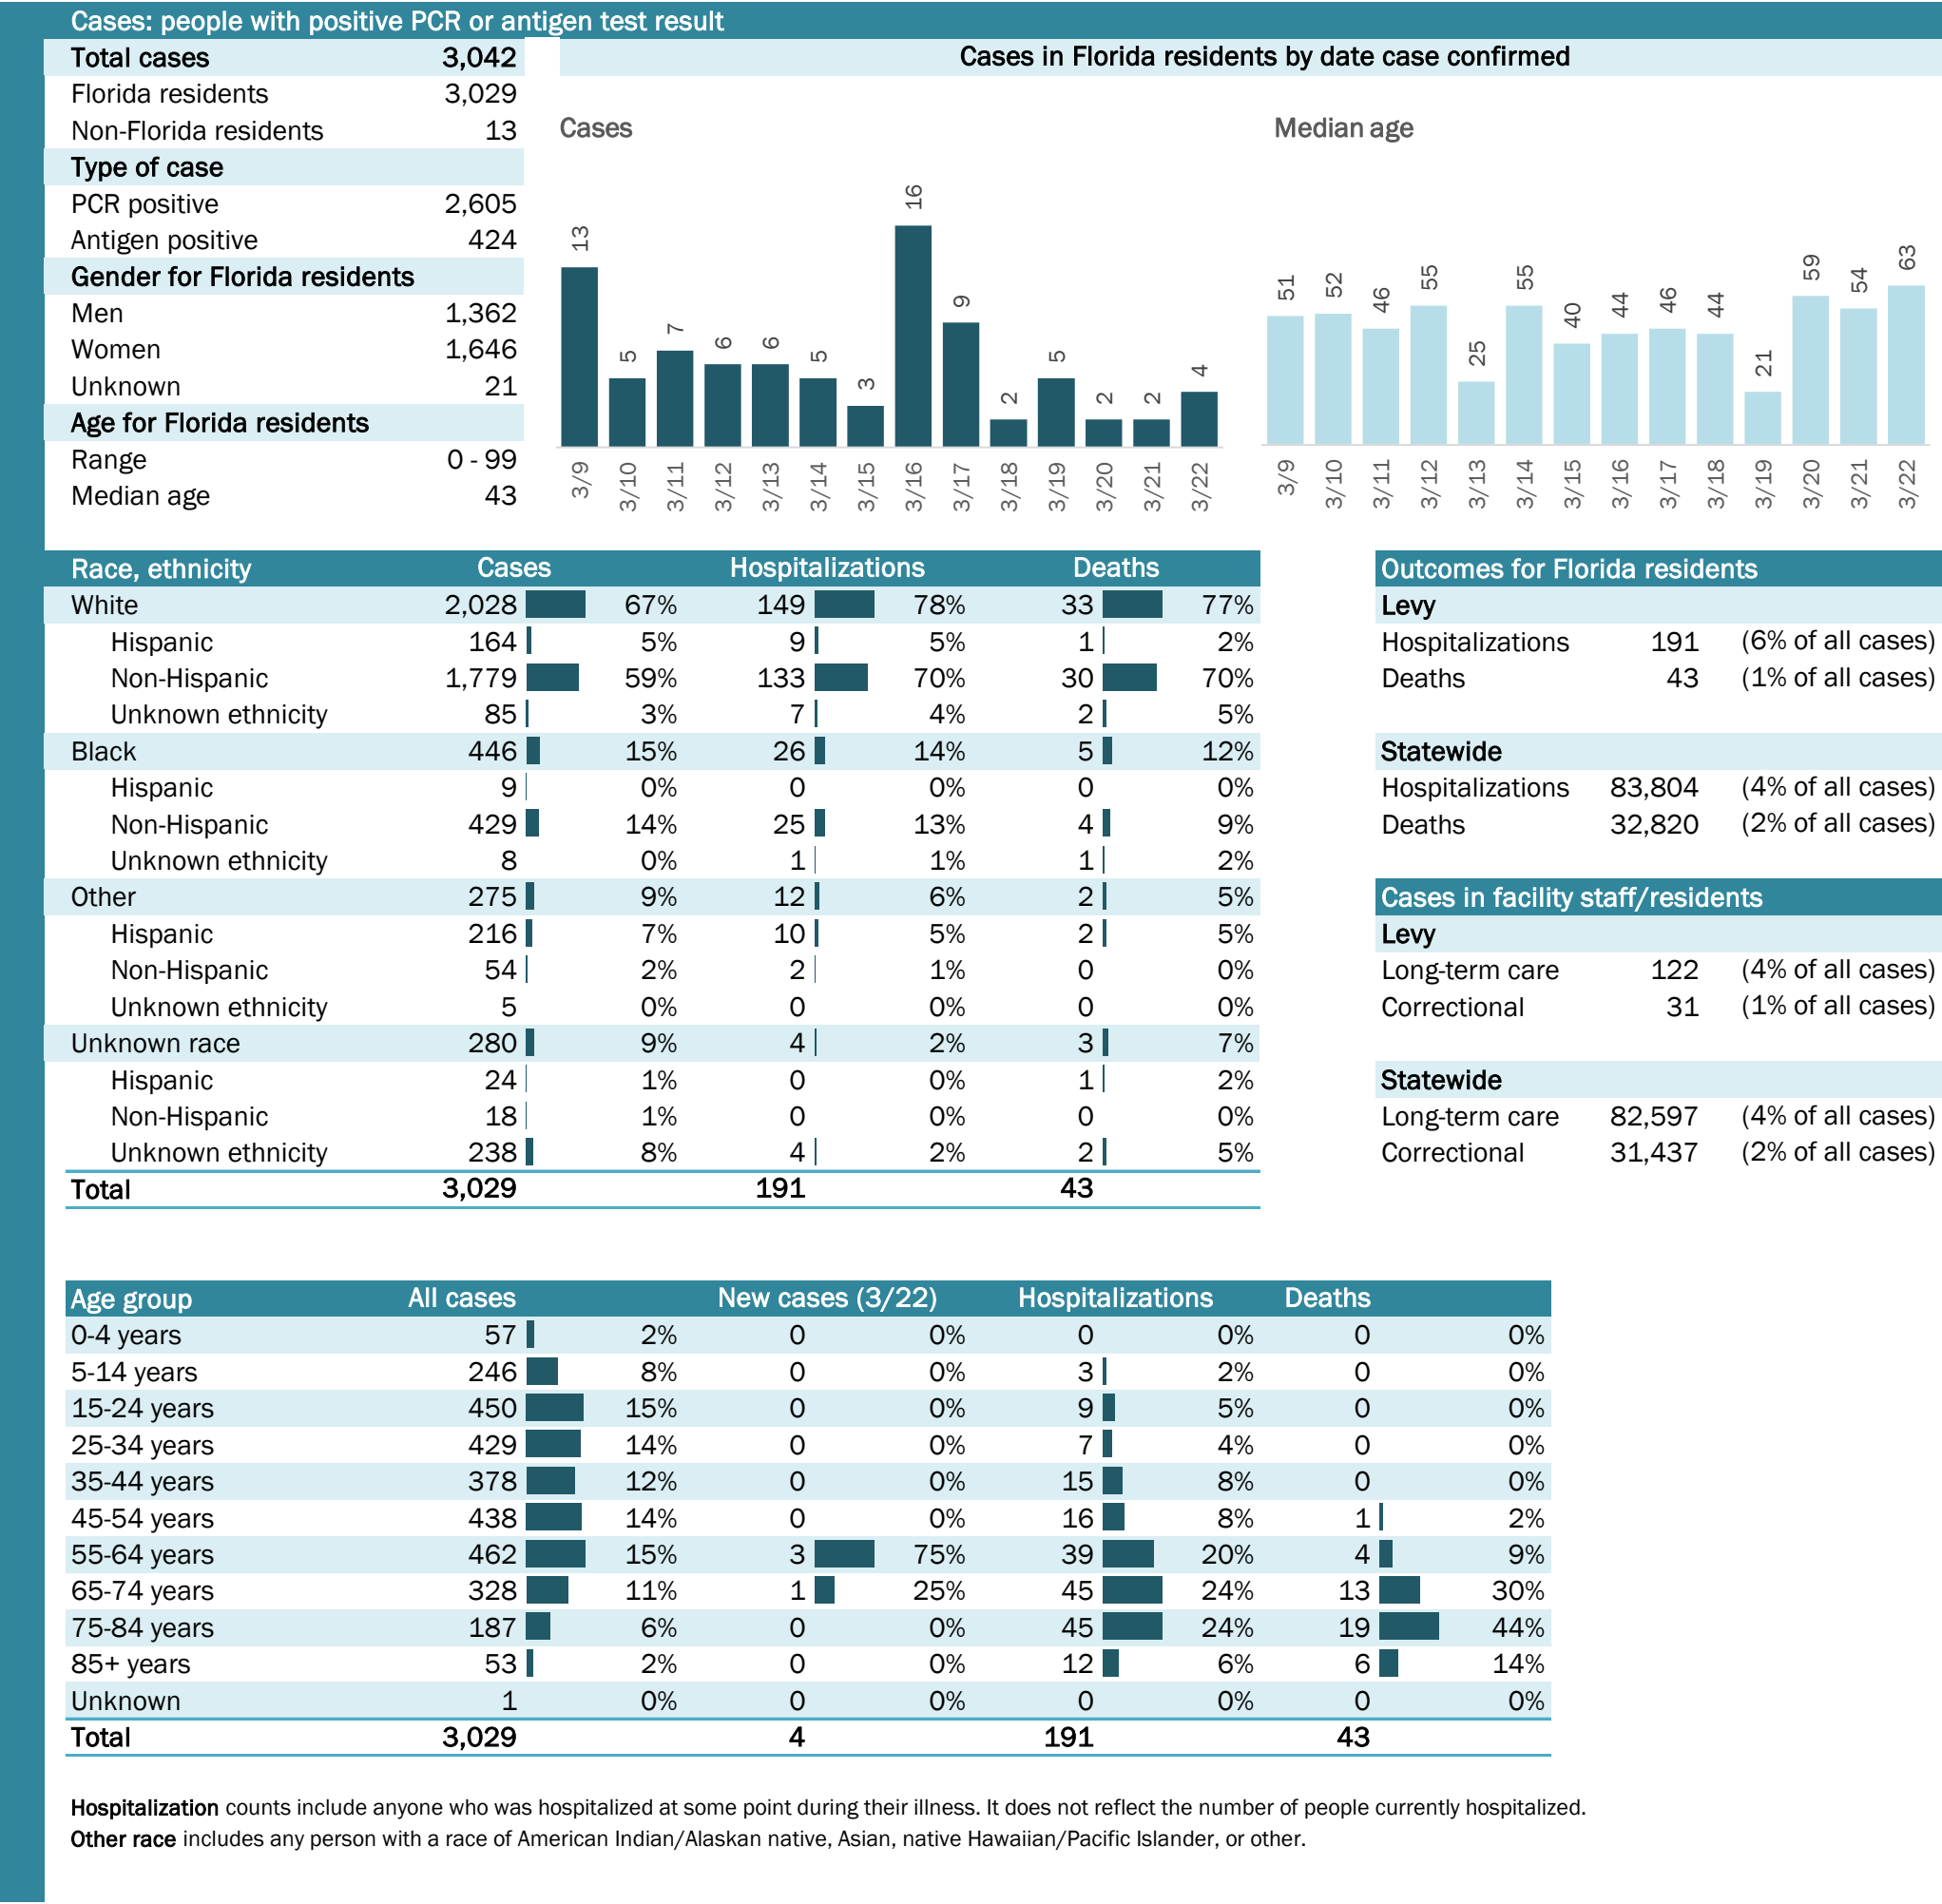 Cases: people with positive PCR or antigen test result
Total cases 3,042
Florida residents 3,029
Non-Florida residents 13
Type of case
PCR positive 2,605
Antigen positive 424
Gender for Florida residents
Men 1,362
Women 1,646
Unknown 21
Age for Florida residents
Range 0 - 99
Median age 43
Cases in Florida residents by date case confirmed
Cases
13 5 7 6 6 5 3 16 9 2 5 2 2 4
3/9 3/10 3/11 3/12 3/13 3/14 3/15 3/16 3/17 3/18 3/19 3/20 3/21 3/22
Median age
51 52 46 55 25 55 40 44 46 44 21 59 54 63
3/9 3/10 3/11 3/12 3/13 3/14 3/15 3/16 3/17 3/18 3/19 3/20 3/21 3/22
Race, ethnicity Cases Hospitalizations Deaths
White 2,028 67% 149 78% 33 77%
Hispanic 164 5% 9 5% 1 2%
Non-Hispanic 1,779 59% 133 70% 30 70%
Unknown ethnicity 85 3% 7 4% 2 5%
Black 446 15% 26 14% 5 12%
Hispanic 9 0% 0 0% 0 0%
Non-Hispanic 429 14% 25 13% 4 9%
Unknown ethnicity 8 0% 1 1% 1 2%
Other 275 9% 12 6% 2 5%
Hispanic 216 7% 10 5% 2 5%
Non-Hispanic 54 2% 2 1% 0 0%
Unknown ethnicity 5 0% 0 0% 0 0%
Unknown race 280 9% 4 2% 3 7%
Hispanic 24 1% 0 0% 1 2%
Non-Hispanic 18 1% 0 0% 0 0%
Unknown ethnicity 238 8% 4 2% 2 5%
Total 3,029 191 43
Outcomes for Florida residents
Levy
Hospitalizations 191 (6% of all cases)
Deaths 43 (1% of all cases)
Statewide
Hospitalizations 83,804 (4% of all cases)
Deaths 32,820 (2% of all cases)
Cases in facility staff/residents
Levy
Long-term care 122 (4% of all cases)
Correctional 31 (1% of all cases)
Statewide
Long-term care 82,597 (4% of all cases)
Correctional 31,437 (2% of all cases)
Age group All cases New cases (3/22) Hospitalizations Deaths
0-4 years 57 2% 0 0% 0 0% 0 0%
5-14 years 246 8% 0 0% 3 2% 0 0%
15-24 years 450 15% 0 0% 9 5% 0 0%
25-34 years 429 14% 0 0% 7 4% 0 0%
35-44 years 378 12% 0 0% 15 8% 0 0%
45-54 years 438 14% 0 0% 16 8% 1 2%
55-64 years 462 15% 3 75% 39 20% 4 9%
65-74 years 328 11% 1 25% 45 24% 13 30%
75-84 years 187 6% 0 0% 45 24% 19 44%
85+ years 53 2% 0 0% 12 6% 6 14%
Unknown 1 0% 0 0% 0 0% 0 0%
Total 3,029 4 191 43
Hospitalization counts include anyone who was hospitalized at some point during their illness. It does not reflect the number of people currently hospitalized.
Other race includes any person with a race of American Indian/Alaskan native, Asian, native Hawaiian/Pacific Islander, or other.